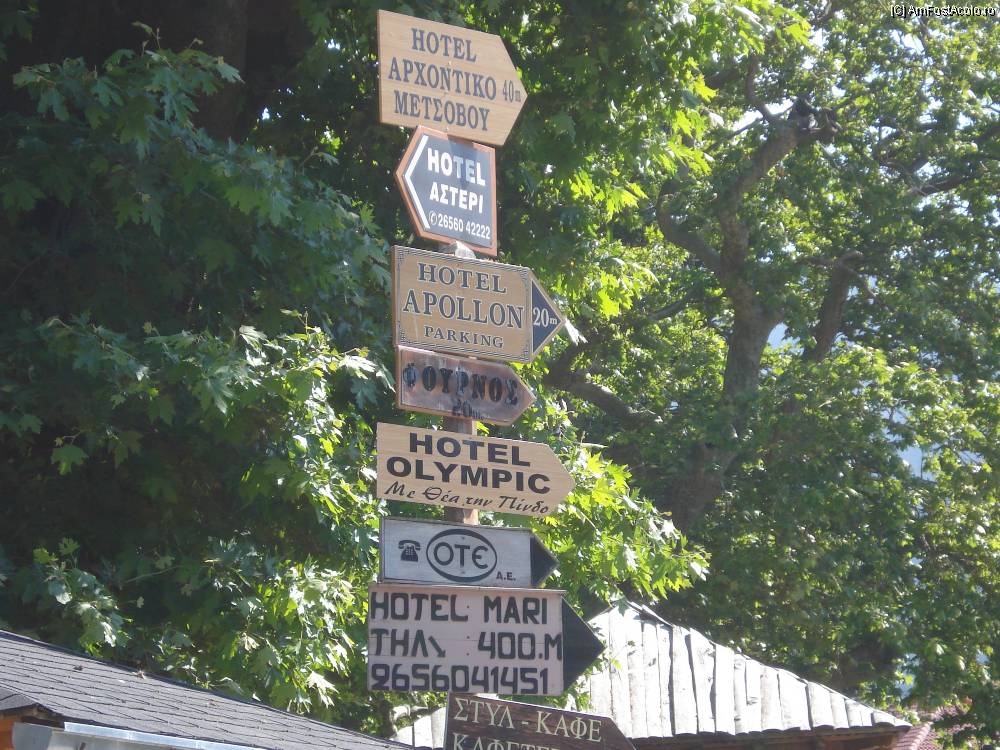 (C) AmFostAcolo.ro
HOTEL
ΑΡΧΟΝΤΙΚΟ 40m
ΜΕΤΣΟΒΟΥ
HOTEL
ΑΣΤΕΡΙ
26560 42222
HOTEL
APOLLON 20m
PARKING
ΦΟΥΡΝΟΣ
20m
HOTEL
OLYMPIC
Με Θέα την Πίνδο
ΟΤΕ
Α.Ε.
HOTEL MARI
ΤΗΛ 400.M
2656041451
ΣΤΥΛ - ΚΑΦΕ